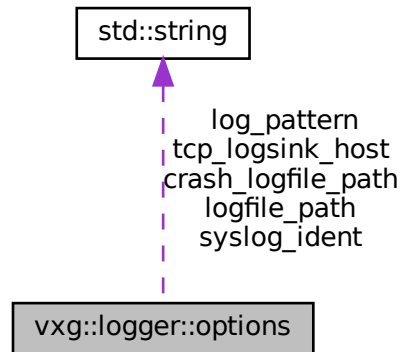 std::string
log_pattern
tcp_logsink_host
crash_logfile_path
logfile_path
syslog_ident
vxg::logger::options